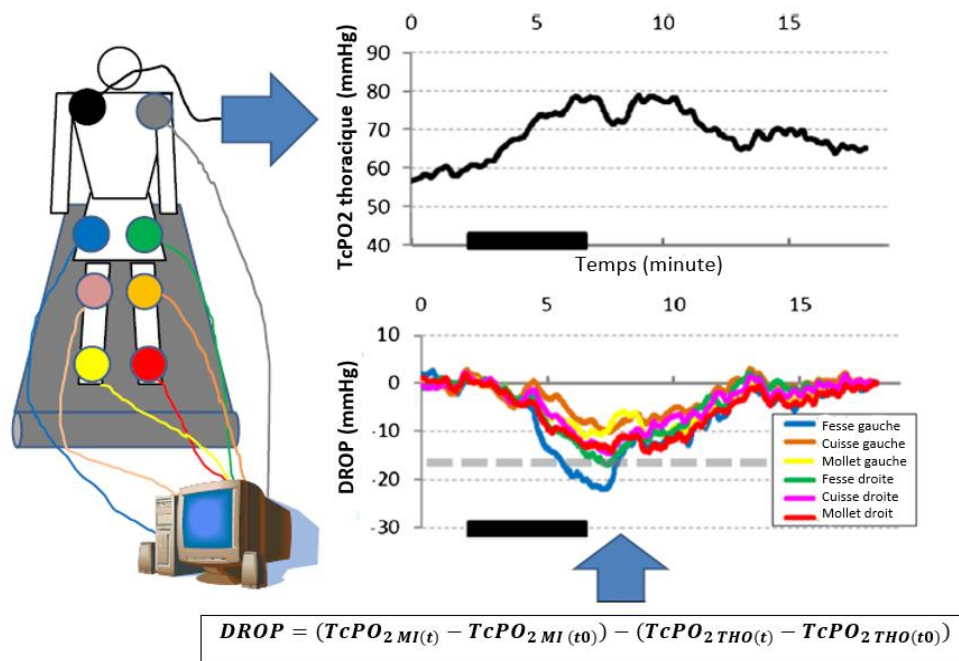 0 5 10 15
TcPO2 thoracique (mmHg)
90
80
70
60
50
40
Temps (minute)
0 5 10 15
DROP (mmHg)
10
0
-10
-20
-30
Fesse gauche
Cuisse gauche
Mollet gauche
Fesse droite
Cuisse droite
Mollet droit
DROP = (TcPO₂ MI(t) − TcPO₂ MI (t0)) − (TcPO₂ THO(t) − TcPO₂ THO(t0))